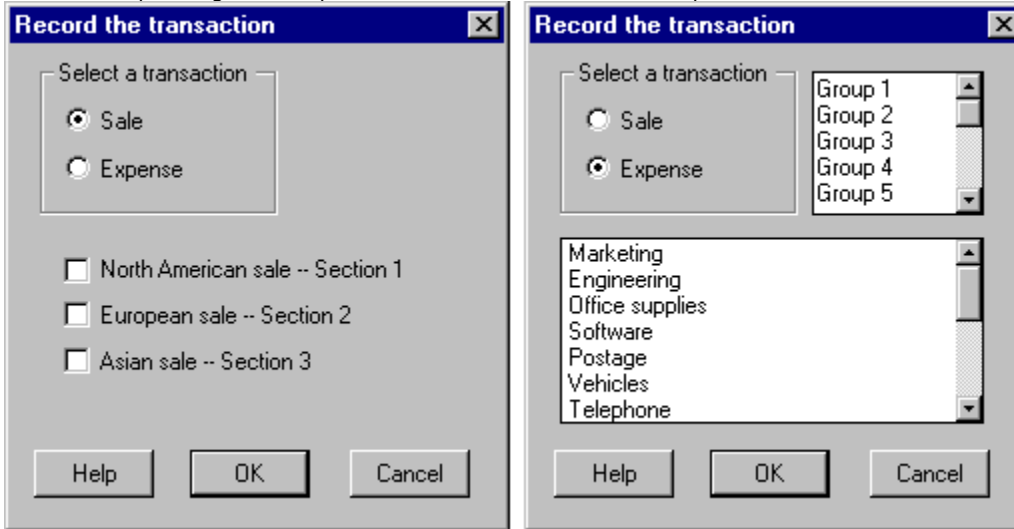 Record the transaction
Select a transaction
Sale
Expense
North American sale -- Section 1
European sale -- Section 2
Asian sale -- Section 3
Help
OK
Cancel
Record the transaction
Select a transaction
Sale
Expense
Group 1
Group 2
Group 3
Group 4
Group 5
Marketing
Engineering
Office supplies
Software
Postage
Vehicles
Telephone
Help
OK
Cancel